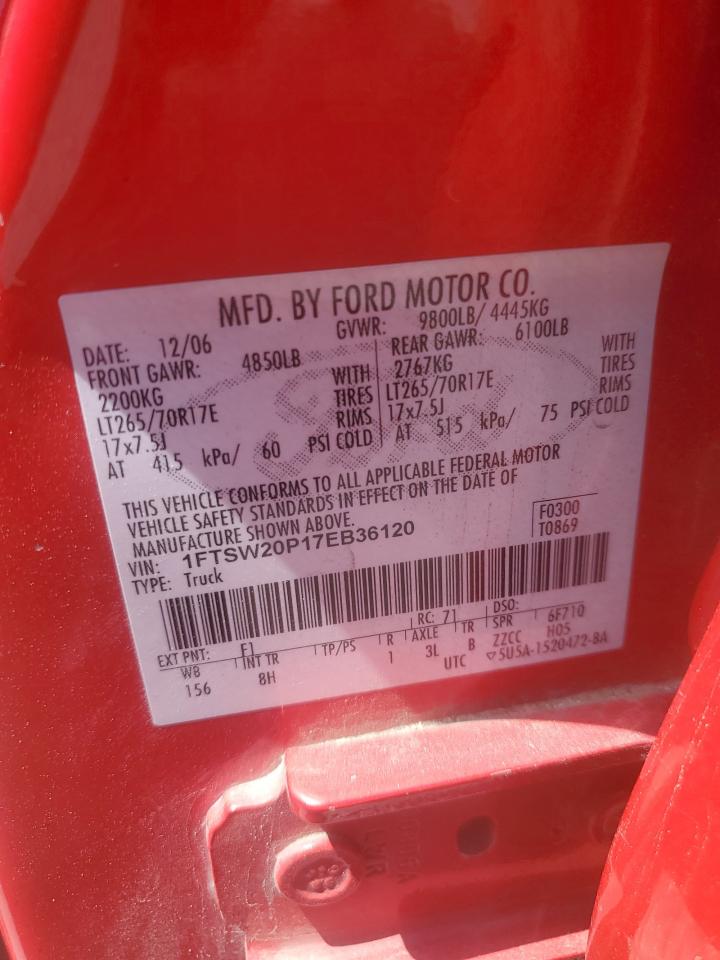 MFD. BY FORD MOTOR CO.
DATE: 12/06 GVWR: 9800LB/ 4445KG
FRONT GAWR: 4850LB REAR GAWR: 6100LB
2200KG WITH 2767KG WITH
LT265/70R17E TIRES LT265/70R17E TIRES
17x7.5J RIMS 17x7.5J RIMS
AT 415 kPa/ 60 PSI COLD AT 515 kPa/ 75 PSI COLD
THIS VEHICLE CONFORMS TO ALL APPLICABLE FEDERAL MOTOR
VEHICLE SAFETY STANDARDS IN EFFECT ON THE DATE OF
MANUFACTURE SHOWN ABOVE.
VIN: 1FTSW20P17EB36120 F0300
TYPE: Truck T0869
EXT PNT: F1 RC: 71 DSO:
W8 INT TR TP/PS R AXLE TR SPR 6F710
156 8H 1 3L B ZZCC H05
UTC ▽5U5A-1520472-BA